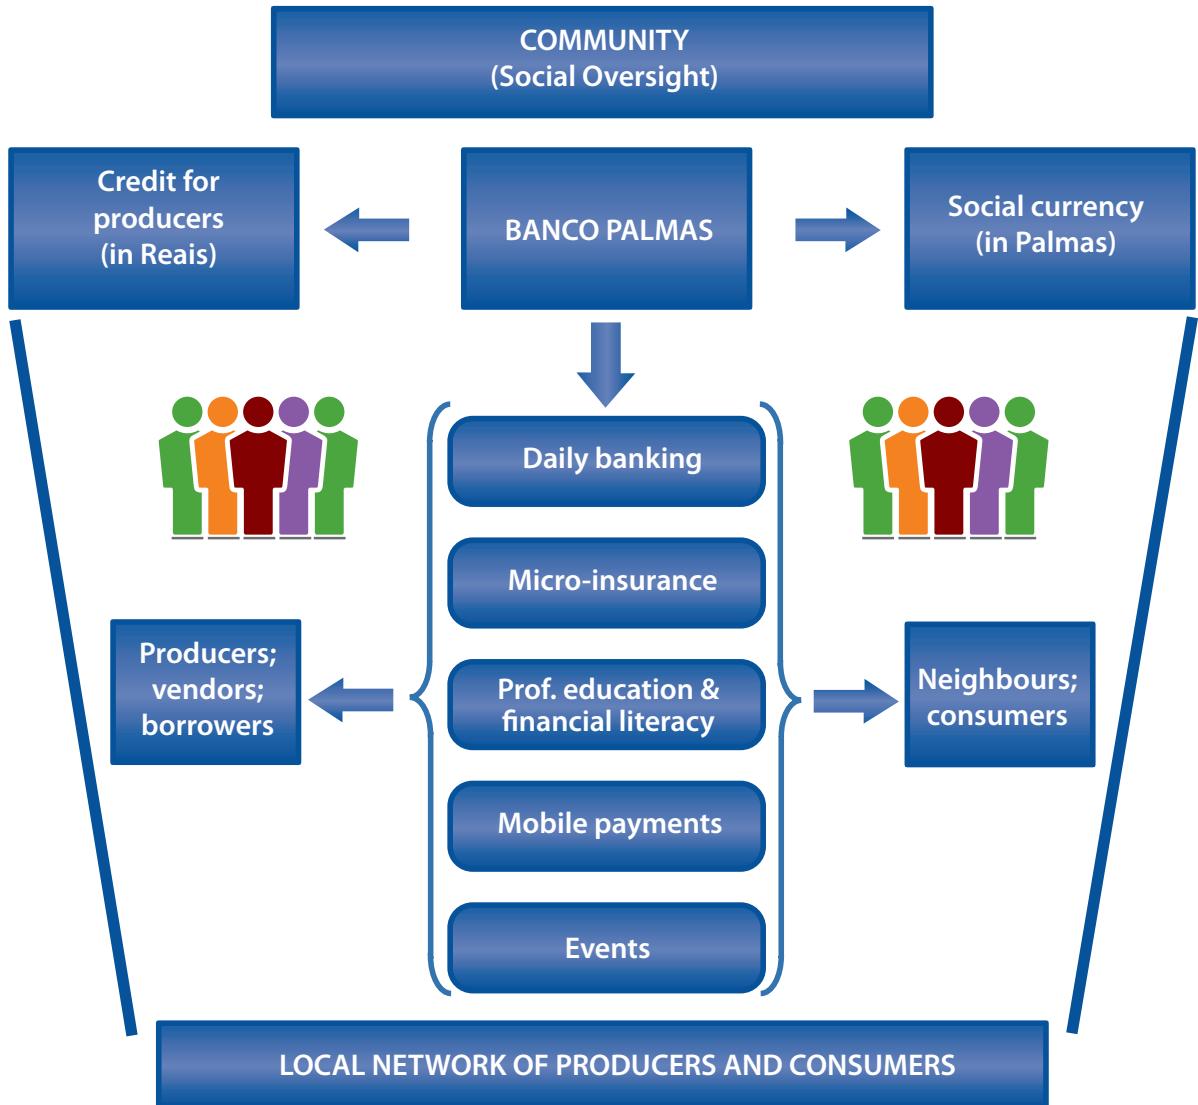 COMMUNITY
(Social Oversight)
Credit for
producers
(in Reais)
BANCO PALMAS
Social currency
(in Palmas)
Daily banking
Micro-insurance
Producers;
vendors;
borrowers
Prof. education &
financial literacy
Neighbours;
consumers
Mobile payments
Events
LOCAL NETWORK OF PRODUCERS AND CONSUMERS